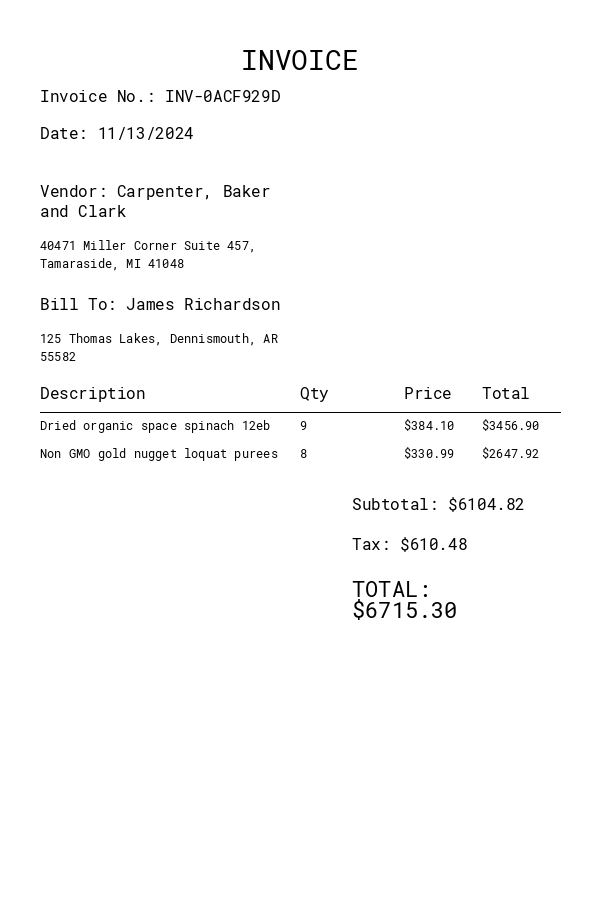 INVOICE
Invoice No.: INV-0ACF929D
Date: 11/13/2024
Vendor: Carpenter, Baker
and Clark
40471 Miller Corner Suite 457,
Tamaraside, MI 41048
Bill To: James Richardson
125 Thomas Lakes, Dennismouth, AR
55582
Description Qty Price Total
Dried organic space spinach 12eb 9 $384.10 $3456.90
Non GMO gold nugget loquat purees 8 $330.99 $2647.92
Subtotal: $6104.82
Tax: $610.48
TOTAL:
$6715.30